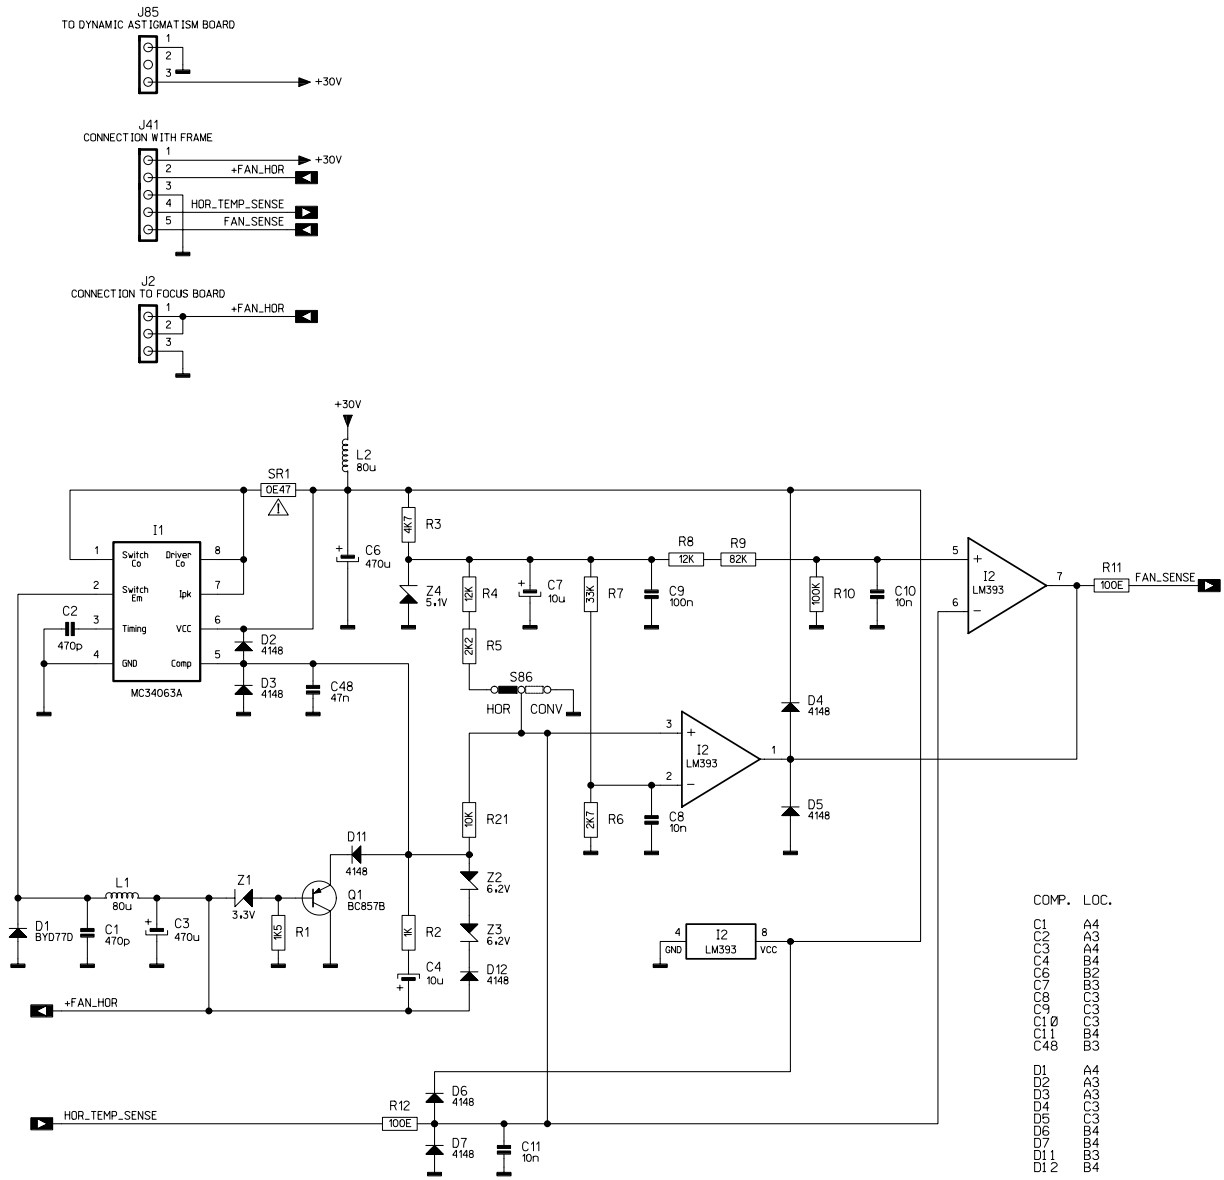 J85
TO DYNAMIC ASTIGMATISM BOARD
1
2
3
+30V
J41
CONNECTION WITH FRAME
1
+30V
2
+FAN_HOR
3
4
HOR_TEMP_SENSE
5
FAN_SENSE
J2
CONNECTION TO FOCUS BOARD
1
+FAN_HOR
2
3
+30V
L2
80u
SR1
0E47
I1
1
Switch
Co
Driver
Co
8
2
Switch
Em
Ipk
7
3
Timing
VCC
6
4
GND
Comp
5
MC34063A
C2
470p
D2
4148
D3
4148
C48
47n
C6
470u
R3
4K7
Z4
5.1V
R4
12K
R5
2K2
C7
10u
R7
33K
C9
100n
R8
12K
R9
82K
R10
100K
C10
10n
5
+
6
−
I2
LM393
7
R11
100E
FAN_SENSE
S86
HOR
CONV
3
+
2
−
I2
LM393
1
D4
4148
D5
4148
R21
10K
R6
2K7
C8
10n
D11
4148
Z1
3.3V
Q1
BC857B
R1
1K5
R2
1K
C4
10u
+
Z2
6.2V
Z3
6.2V
D12
4148
L1
80u
D1
BYD77D
C1
470p
+
C3
470u
+FAN_HOR
4
GND
I2
LM393
8
VCC
HOR_TEMP_SENSE
R12
100E
D6
4148
D7
4148
C11
10n
COMP. LOC.
C1 A4
C2 A3
C3 A4
C4 B4
C6 B2
C7 B3
C8 C3
C9 C3
C10 C3
C11 B4
C48 B3
D1 A4
D2 A3
D3 A3
D4 C3
D5 C3
D6 B4
D7 B4
D11 B3
D12 B4